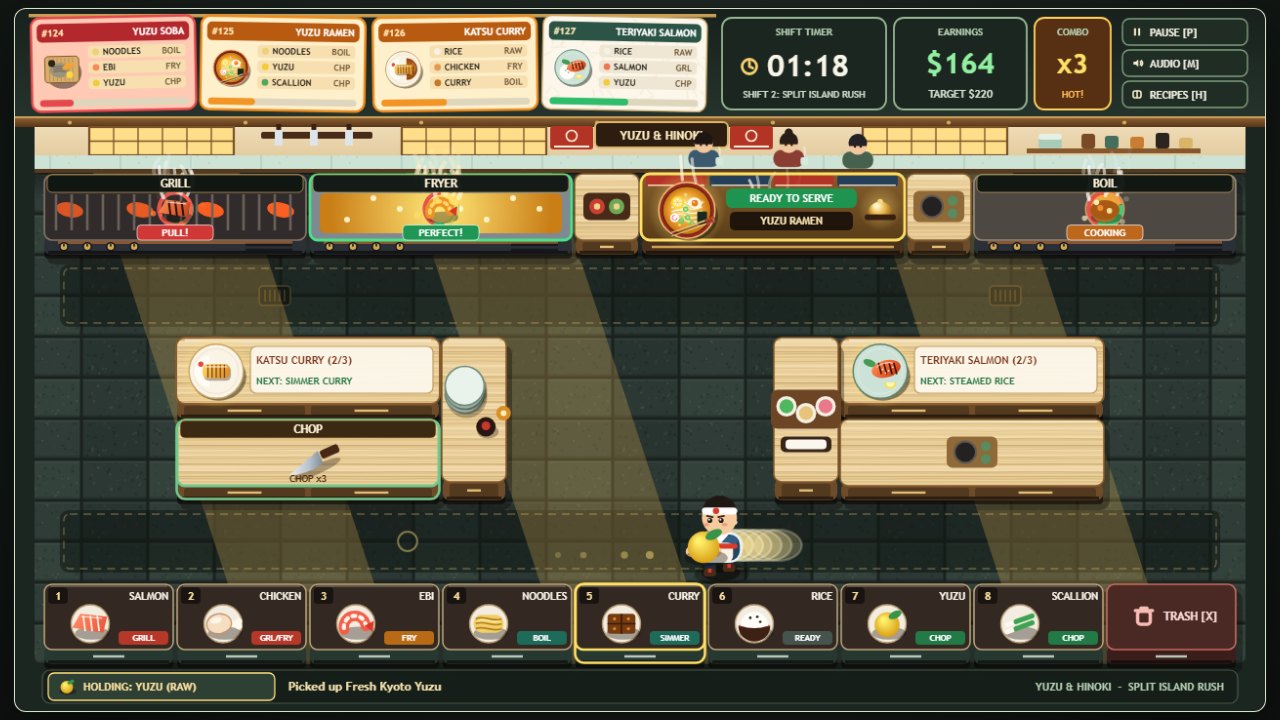 #124 YUZU SOBA
NOODLES BOIL
EBI FRY
YUZU CHP
#125 YUZU RAMEN
NOODLES BOIL
YUZU CHP
SCALLION CHP
#126 KATSU CURRY
RICE RAW
CHICKEN FRY
CURRY BOIL
#127 TERIYAKI SALMON
RICE RAW
SALMON GRL
YUZU CHP
SHIFT TIMER
01:18
SHIFT 2: SPLIT ISLAND RUSH
EARNINGS
$164
TARGET $220
COMBO
x3
HOT!
PAUSE [P]
AUDIO [M]
RECIPES [H]
YUZU & HINOKI
GRILL
PULL!
FRYER
PERFECT!
READY TO SERVE
YUZU RAMEN
BOIL
COOKING
KATSU CURRY (2/3)
NEXT: SIMMER CURRY
CHOP
CHOP x3
TERIYAKI SALMON (2/3)
NEXT: STEAMED RICE
1 SALMON
GRILL
2 CHICKEN
GRL/FRY
3 EBI
FRY
4 NOODLES
BOIL
5 CURRY
SIMMER
6 RICE
READY
7 YUZU
CHOP
8 SCALLION
CHOP
TRASH [X]
HOLDING: YUZU (RAW)
Picked up Fresh Kyoto Yuzu
YUZU & HINOKI - SPLIT ISLAND RUSH